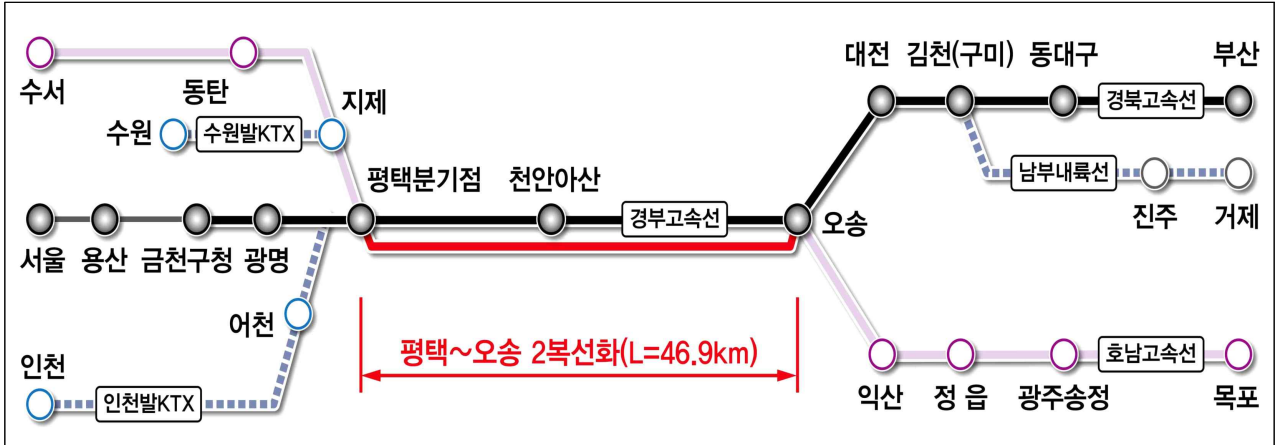 수서
동탄
지제
수원
수원발KTX
평택분기점
천안아산
경부고속선
오송
서울
용산
금천구청
광명
어천
인천
인천발KTX
평택~오송 2복선화(L=46.9km)
대전
김천(구미)
동대구
부산
경북고속선
남부내륙선
진주
거제
호남고속선
익산
정 읍
광주송정
목포